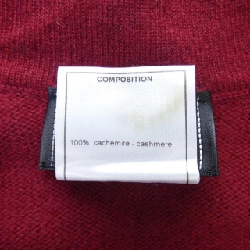 COMPOSITION
100% cachemire - cashmere